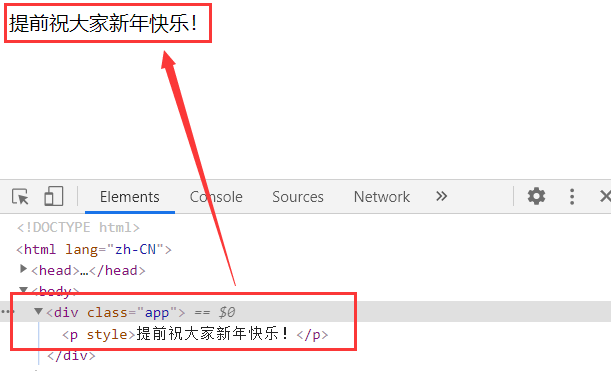 提前祝大家新年快乐！
Elements Console Sources Network »
<!DOCTYPE html>
<html lang="zh-CN">
<head>…</head>
<body>
<div class="app"> == $0
<p style>提前祝大家新年快乐！</p>
</div>